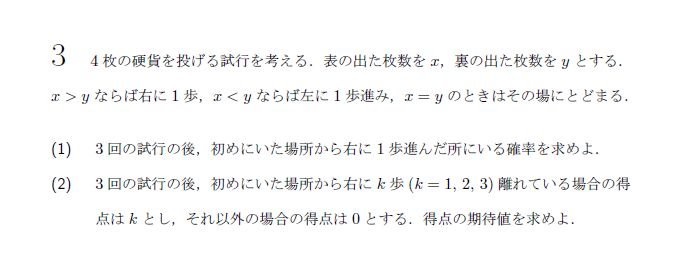 3 4 枚の硬貨を投げる試行を考える．表の出た枚数を x，裏の出た枚数を y とする．
x > y ならば右に 1 歩，x < y ならば左に 1 歩進み，x = y のときはその場にとどまる．
(1) 3 回の試行の後，初めにいた場所から右に 1 歩進んだ所にいる確率を求めよ．
(2) 3 回の試行の後，初めにいた場所から右に k 歩 (k = 1, 2, 3) 離れている場合の得
点は k とし，それ以外の場合の得点は 0 とする．得点の期待値を求めよ．